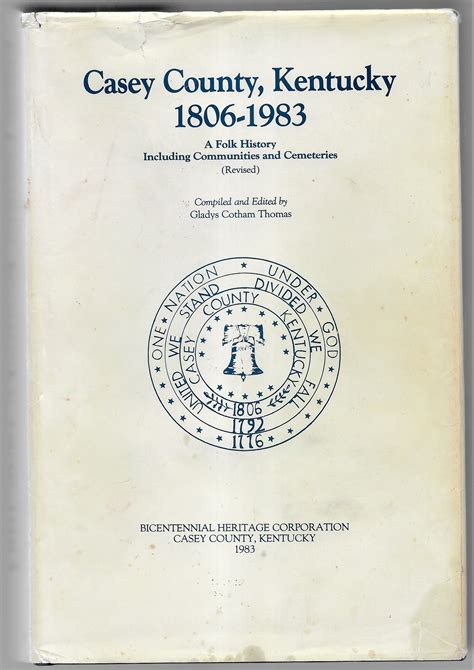 Casey County, Kentucky
1806-1983
A Folk History
Including Communities and Cemeteries
(Revised)
Compiled and Edited by
Gladys Cotham Thomas
ONE NATION UNDER GOD
UNITED WE STAND DIVIDED WE FALL
CASEY COUNTY KENTUCKY
1806
1792
1776
BICENTENNIAL HERITAGE CORPORATION
CASEY COUNTY, KENTUCKY
1983